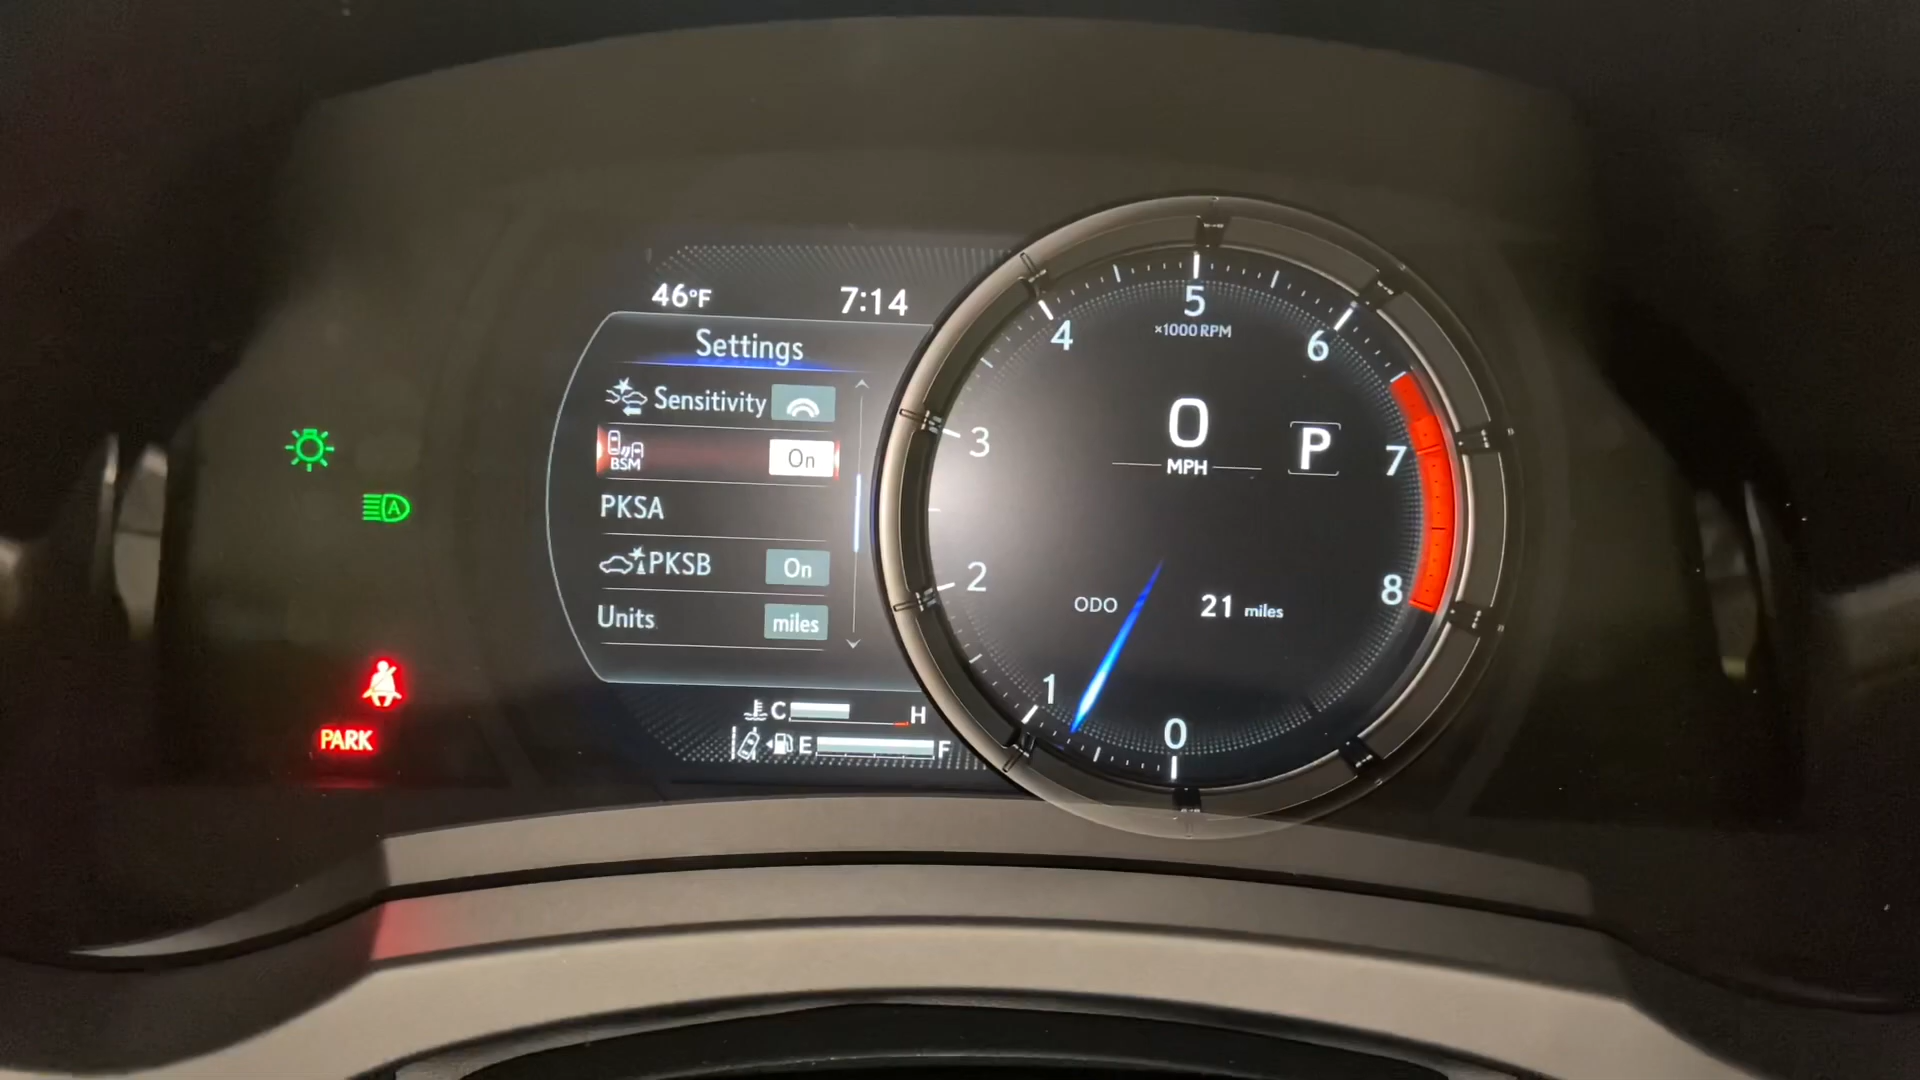 46°F 7:14
Settings
Sensitivity
BSM On
PKSA
PKSB On
Units miles
C H
E F
A
PARK
5
×1000 RPM
4 6
3 7
2 8
1 0
0
MPH
P
ODO 21 miles